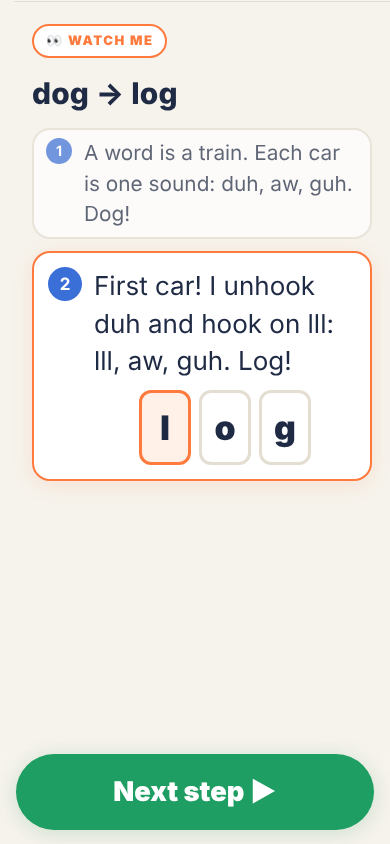 👀 WATCH ME
dog → log
1 A word is a train. Each car
is one sound: duh, aw, guh.
Dog!
2 First car! I unhook
duh and hook on lll:
lll, aw, guh. Log!
l o g
Next step ▶